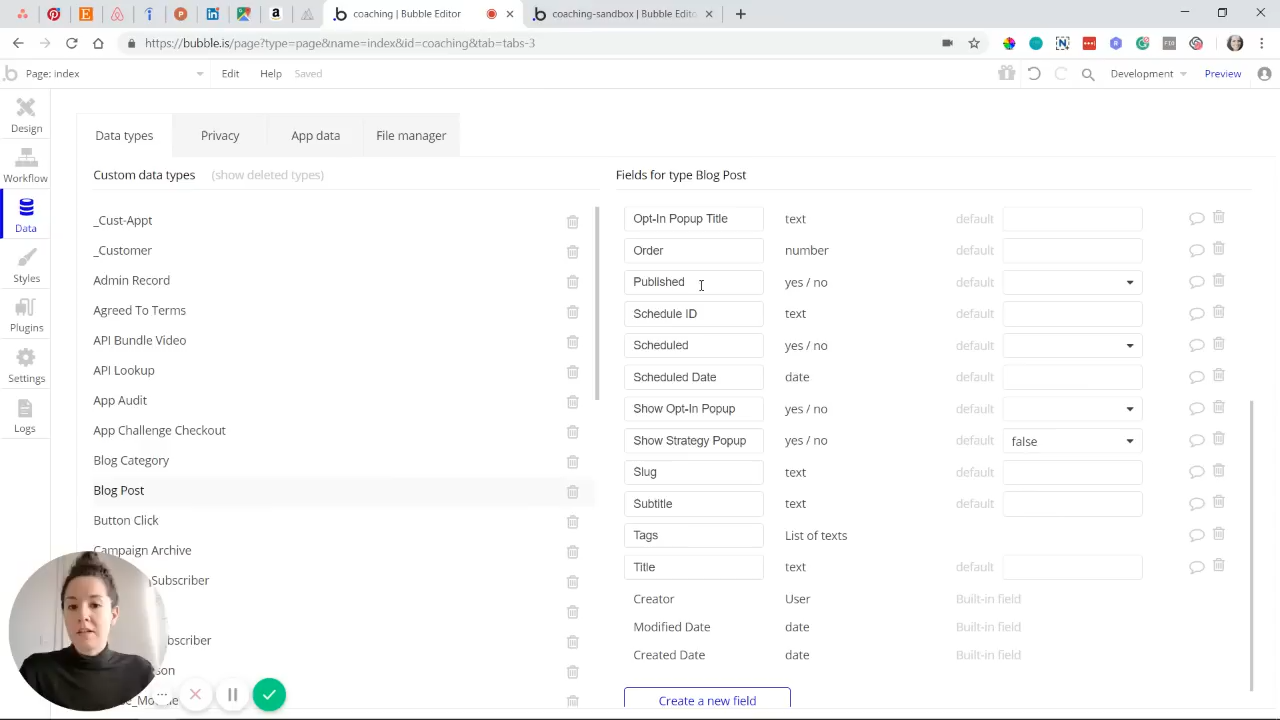 coaching | Bubble Editor
coaching-sandbox | Bubble Edito
https://bubble.is/page?type=page&name=index&id=coaching&tab=tabs-3
Page: index
Edit
Help
Saved
Development
Preview
Design
Workflow
Data
Styles
Plugins
Settings
Logs
Data types
Privacy
App data
File manager
Custom data types
(show deleted types)
_Cust-Appt
_Customer
Admin Record
Agreed To Terms
API Bundle Video
API Lookup
App Audit
App Challenge Checkout
Blog Category
Blog Post
Button Click
Campaign Archive
Subscriber
Fields for type Blog Post
Opt-In Popup Title text default
Order number default
Published yes / no default
Schedule ID text default
Scheduled yes / no default
Scheduled Date date default
Show Opt-In Popup yes / no default
Show Strategy Popup yes / no default false
Slug text default
Subtitle text default
Tags List of texts
Title text default
Creator User Built-in field
Modified Date date Built-in field
Created Date date Built-in field
Create a new field